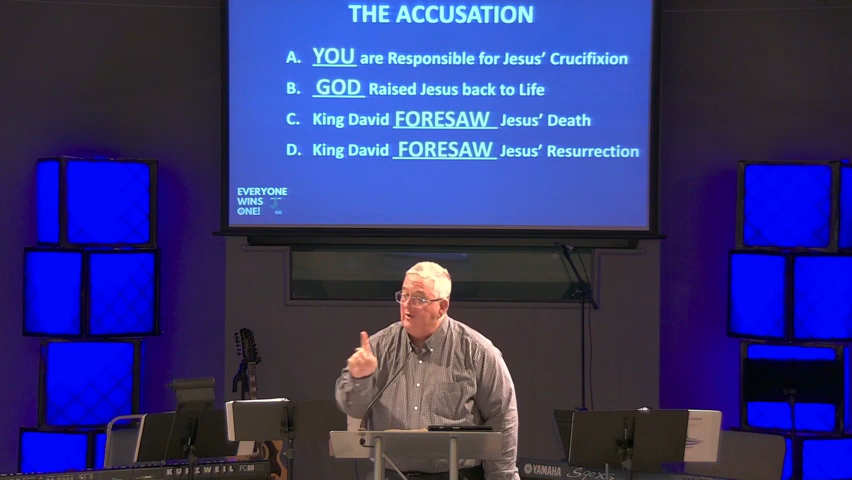 THE ACCUSATION
A. YOU are Responsible for Jesus' Crucifixion
B. GOD Raised Jesus back to Life
C. King David FORESAW Jesus' Death
D. King David FORESAW Jesus' Resurrection
EVERYONE
WINS
ONE!
KURZWEIL PC88
YAMAHA